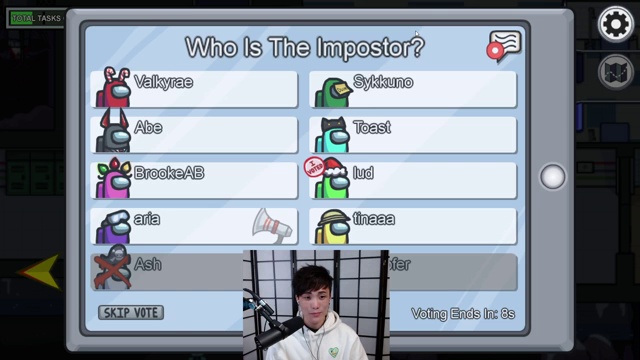 TOTAL TASKS
Who Is The Impostor?
Valkyrae
Sykkuno
Abe
Toast
BrookeAB
I VOTED
lud
aria
tinaaa
Ash
SKIP VOTE
Voting Ends In: 8s